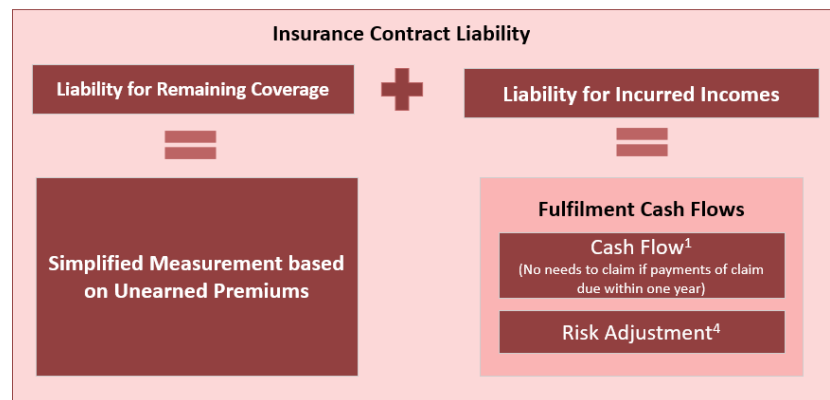 Insurance Contract Liability
Liability for Remaining Coverage
Liability for Incurred Incomes
Simplified Measurement based
on Unearned Premiums
Fulfilment Cash Flows
Cash Flow¹
(No needs to claim if payments of claim
due within one year)
Risk Adjustment⁴